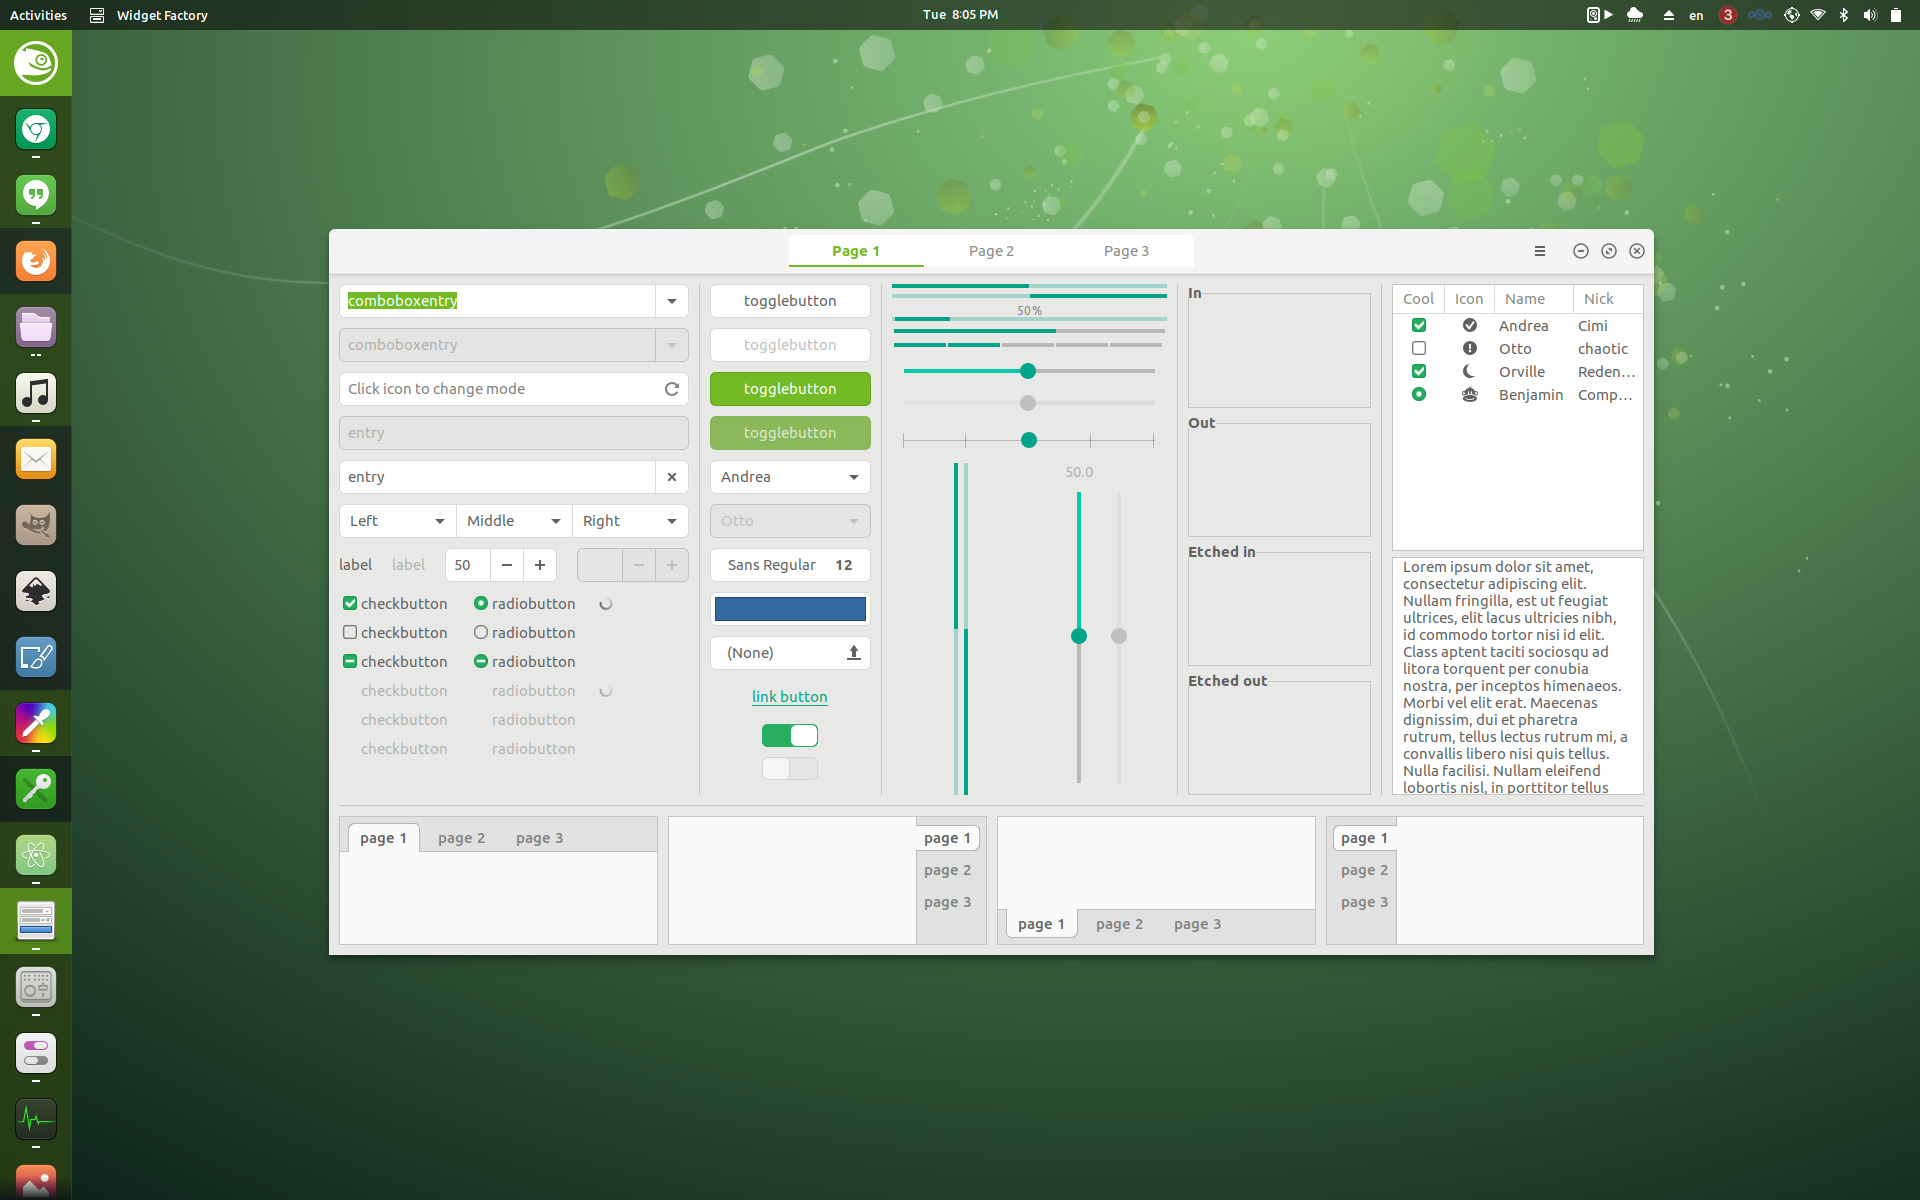 Activities
Widget Factory
Tue 8:05 PM
en
3
Page 1
Page 2
Page 3
comboboxentry
comboboxentry
Click icon to change mode
entry
entry
Left
Middle
Right
label
label
50
checkbutton
radiobutton
checkbutton
radiobutton
checkbutton
radiobutton
checkbutton
radiobutton
checkbutton
radiobutton
checkbutton
radiobutton
togglebutton
togglebutton
togglebutton
togglebutton
Andrea
Otto
Sans Regular 12
(None)
link button
50%
50.0
In
Out
Etched in
Etched out
Cool Icon Name Nick
Andrea Cimi
Otto chaotic
Orville Reden…
Benjamin Comp…
Lorem ipsum dolor sit amet,
consectetur adipiscing elit.
Nullam fringilla, est ut feugiat
ultrices, elit lacus ultricies nibh,
id commodo tortor nisi id elit.
Class aptent taciti sociosqu ad
litora torquent per conubia
nostra, per inceptos himenaeos.
Morbi vel elit erat. Maecenas
dignissim, dui et pharetra
rutrum, tellus lectus rutrum mi, a
convallis libero nisi quis tellus.
Nulla facilisi. Nullam eleifend
lobortis nisl, in porttitor tellus
page 1
page 2
page 3
page 1
page 2
page 3
page 1
page 2
page 3
page 1
page 2
page 3